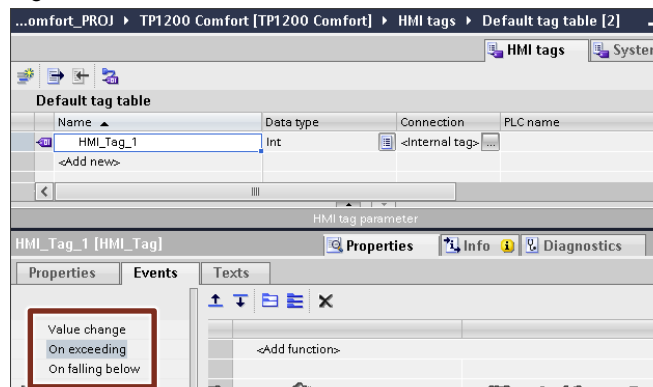 ...omfort_PROJ ▸ TP1200 Comfort [TP1200 Comfort] ▸ HMI tags ▸ Default tag table [2]
HMI tags
Default tag table
Name Data type Connection PLC name
HMI_Tag_1 Int <Internal tag> ...
<Add new>
HMI tag parameter
HMI_Tag_1 [HMI_Tag] Properties Info Diagnostics
Properties Events Texts
Value change
On exceeding
<Add function>
On falling below